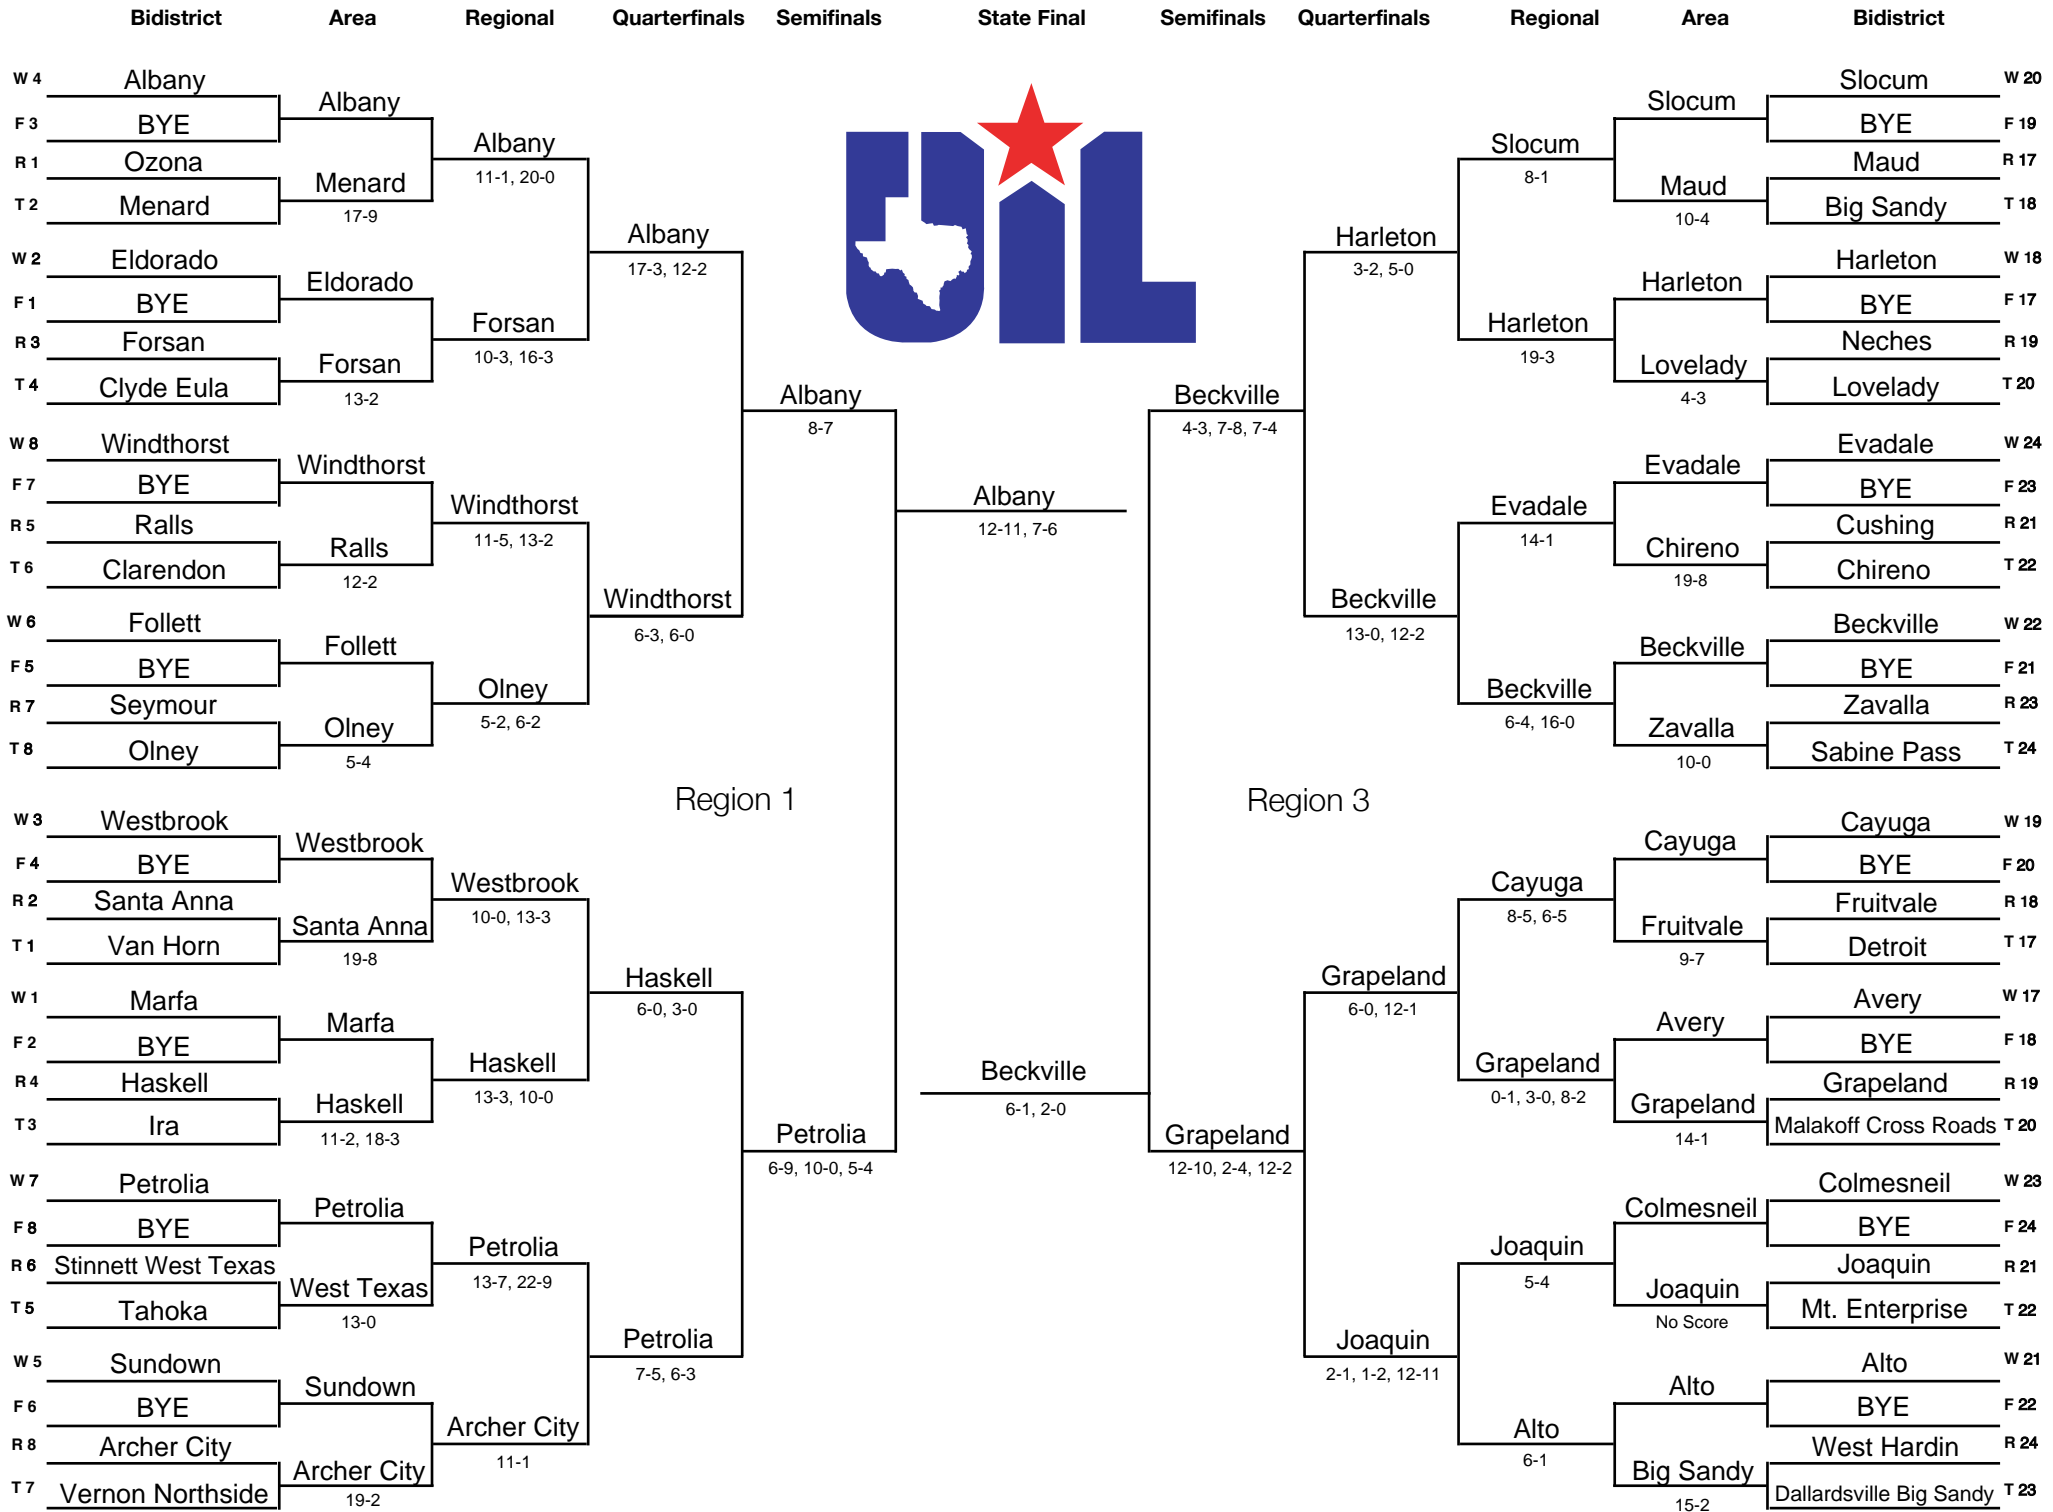 Bidistrict Area Regional Quarterfinals Semifinals State Final Semifinals Quarterfinals Regional Area Bidistrict
W 4 Albany
F 3 BYE
R 1 Ozona
T 2 Menard
W 2 Eldorado
F 1 BYE
R 3 Forsan
T 4 Clyde Eula
W 8 Windthorst
F 7 BYE
R 5 Ralls
T 6 Clarendon
W 6 Follett
F 5 BYE
R 7 Seymour
T 8 Olney
W 3 Westbrook
F 4 BYE
R 2 Santa Anna
T 1 Van Horn
W 1 Marfa
F 2 BYE
R 4 Haskell
T 3 Ira
W 7 Petrolia
F 8 BYE
R 6 Stinnett West Texas
T 5 Tahoka
W 5 Sundown
F 6 BYE
R 8 Archer City
T 7 Vernon Northside
Albany
Menard
17-9
Eldorado
Forsan
13-2
Windthorst
Ralls
12-2
Follett
Olney
5-4
Westbrook
Santa Anna
19-8
Marfa
Haskell
11-2, 18-3
Petrolia
West Texas
13-0
Sundown
Archer City
19-2
Albany
11-1, 20-0
Forsan
10-3, 16-3
Windthorst
11-5, 13-2
Olney
5-2, 6-2
Westbrook
10-0, 13-3
Haskell
13-3, 10-0
Petrolia
13-7, 22-9
Archer City
11-1
Albany
17-3, 12-2
Windthorst
6-3, 6-0
Region 1
Haskell
6-0, 3-0
Petrolia
7-5, 6-3
Albany
8-7
Petrolia
6-9, 10-0, 5-4
UIL
Albany
12-11, 7-6
Beckville
6-1, 2-0
Beckville
4-3, 7-8, 7-4
Grapeland
12-10, 2-4, 12-2
Harleton
3-2, 5-0
Beckville
13-0, 12-2
Region 3
Grapeland
6-0, 12-1
Joaquin
2-1, 1-2, 12-11
Slocum
8-1
Harleton
19-3
Evadale
14-1
Beckville
6-4, 16-0
Cayuga
8-5, 6-5
Grapeland
0-1, 3-0, 8-2
Joaquin
5-4
Alto
6-1
Slocum
Maud
10-4
Harleton
Lovelady
4-3
Evadale
Chireno
19-8
Beckville
Zavalla
10-0
Cayuga
Fruitvale
9-7
Avery
Grapeland
14-1
Colmesneil
Joaquin
No Score
Alto
Big Sandy
15-2
Slocum W 20
BYE F 19
Maud R 17
Big Sandy T 18
Harleton W 18
BYE F 17
Neches R 19
Lovelady T 20
Evadale W 24
BYE F 23
Cushing R 21
Chireno T 22
Beckville W 22
BYE F 21
Zavalla R 23
Sabine Pass T 24
Cayuga W 19
BYE F 20
Fruitvale R 18
Detroit T 17
Avery W 17
BYE F 18
Grapeland R 19
Malakoff Cross Roads T 20
Colmesneil W 23
BYE F 24
Joaquin R 21
Mt. Enterprise T 22
Alto W 21
BYE F 22
West Hardin R 24
Dallardsville Big Sandy T 23